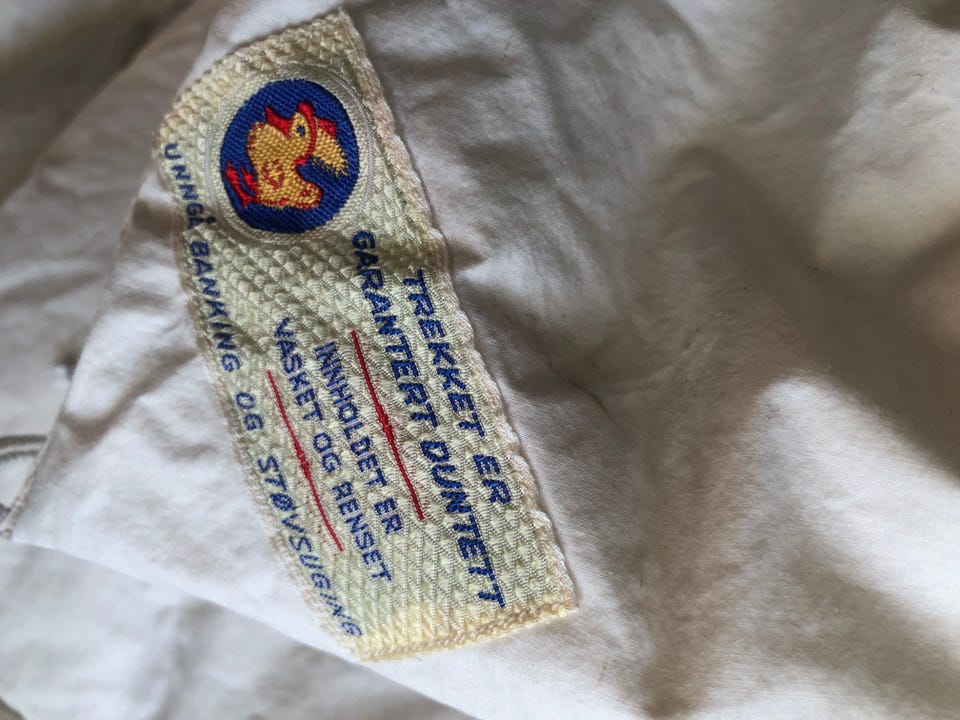 TREKKET ER
GARANTERT DUNTETT
INNHOLDET ER
VASKET OG RENSET
UNNGÅ BANKING OG STØVSUGING